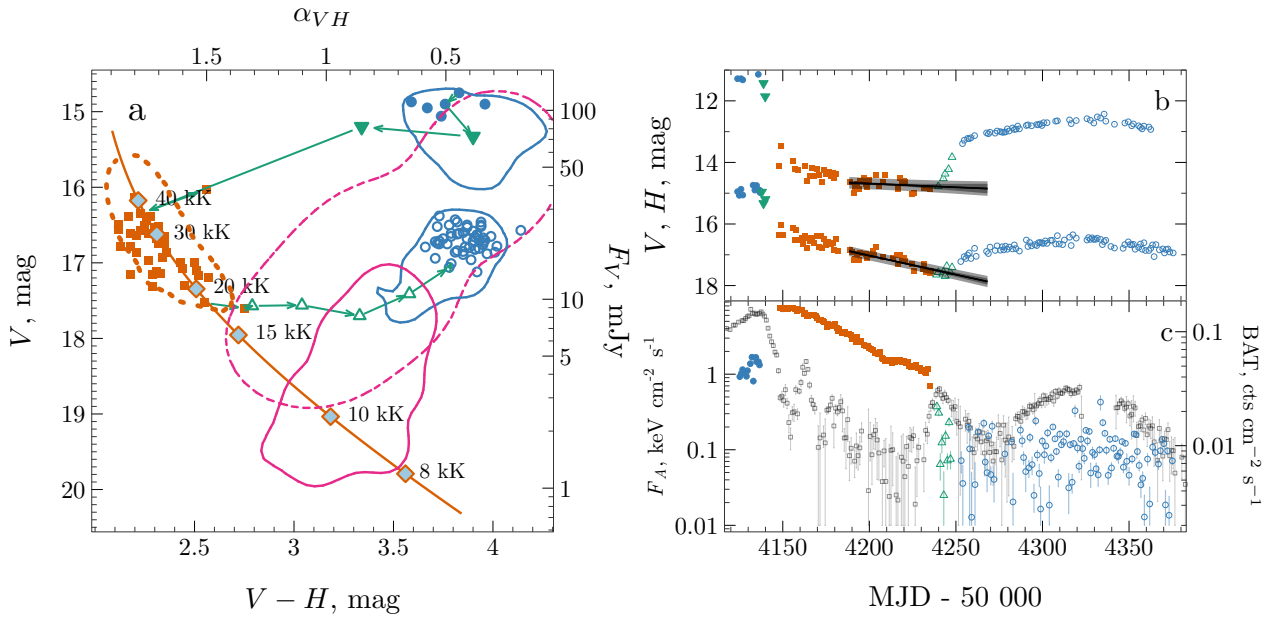 α_VH
1.5 1 0.5
a
15
16
17
18
19
20
V, mag
100
50
10
5
1
F_V, mJy
40 kK
30 kK
20 kK
15 kK
10 kK
8 kK
2.5 3 3.5 4
V − H, mag
b
12
14
16
18
V, H, mag
c
1
0.1
0.01
F_A, keV cm⁻² s⁻¹
0.1
0.01
BAT, cts cm⁻² s⁻¹
4150 4200 4250 4300 4350
MJD - 50 000